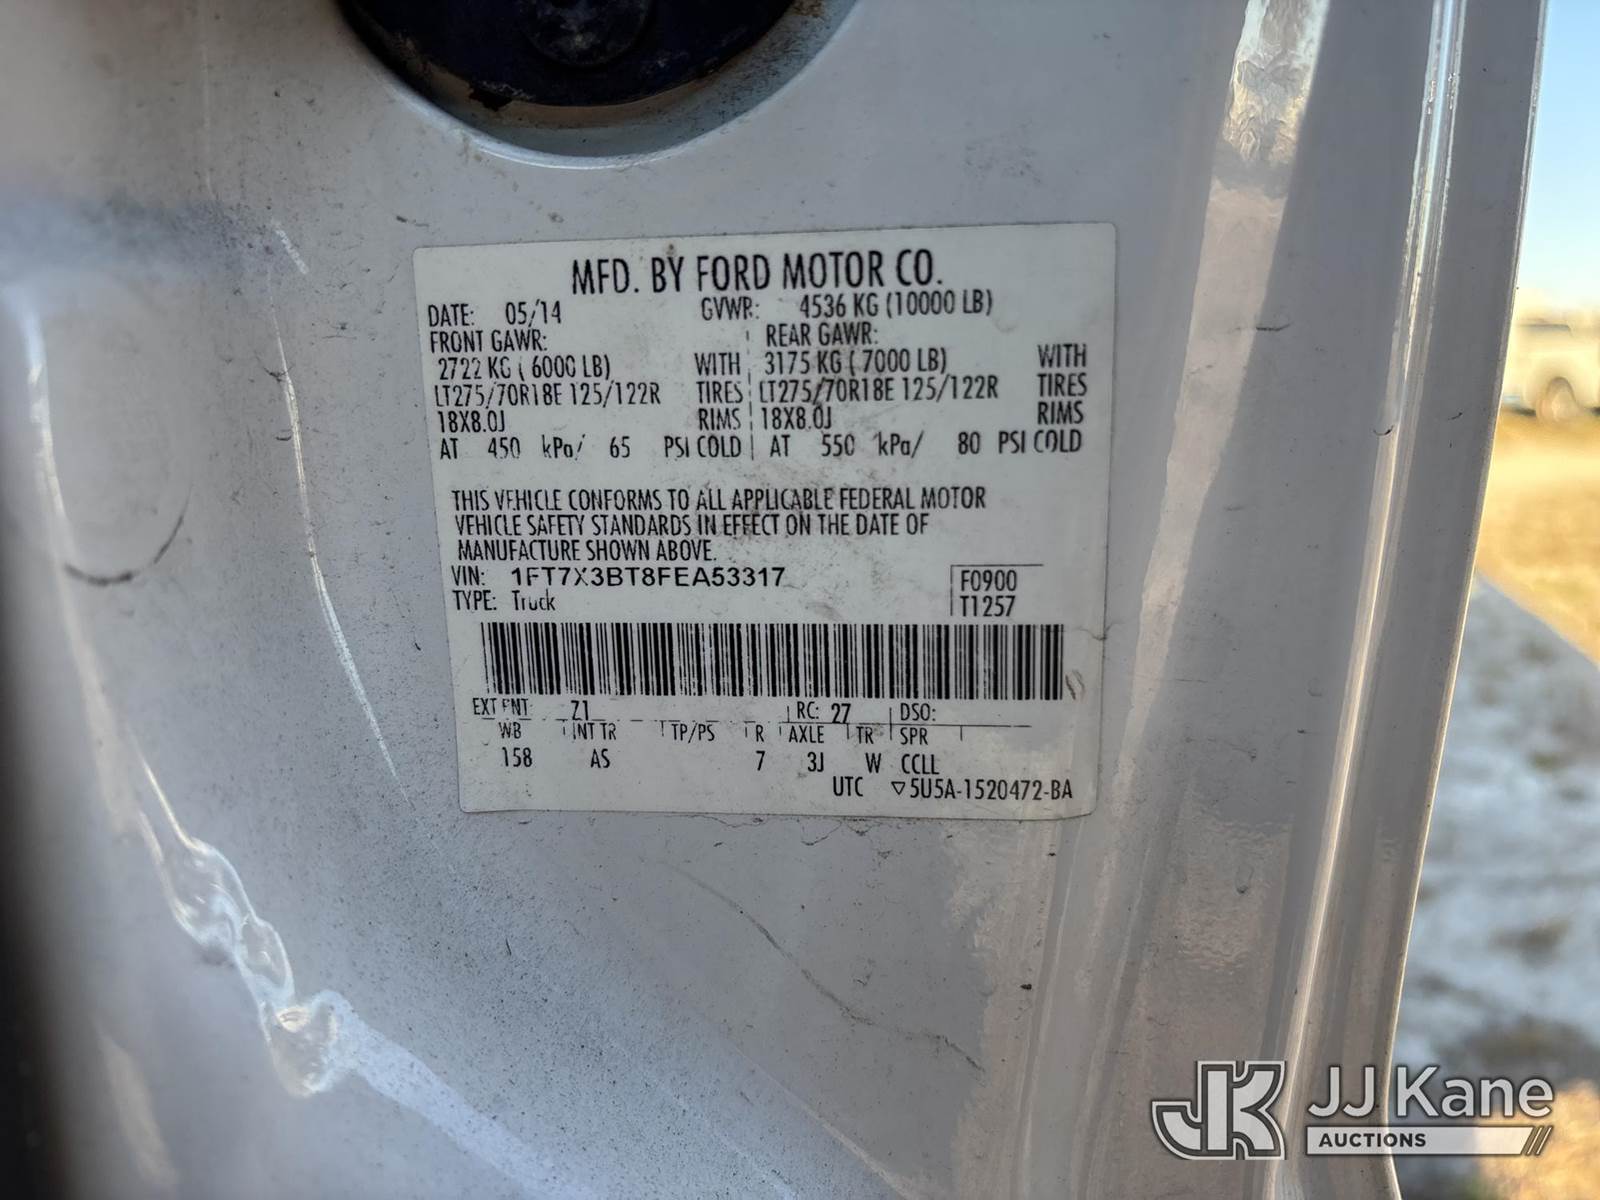 MFD. BY FORD MOTOR CO.
DATE: 05/14 GVWR: 4536 KG (10000 LB)
FRONT GAWR: REAR GAWR:
2722 KG ( 6000 LB) WITH 3175 KG ( 7000 LB) WITH
LT275/70R18E 125/122R TIRES LT275/70R18E 125/122R TIRES
18X8.0J RIMS 18X8.0J RIMS
AT 450 kPa/ 65 PSI COLD AT 550 kPa/ 80 PSI COLD
THIS VEHICLE CONFORMS TO ALL APPLICABLE FEDERAL MOTOR
VEHICLE SAFETY STANDARDS IN EFFECT ON THE DATE OF
MANUFACTURE SHOWN ABOVE.
VIN: 1FT7X3BT8FEA53317 F0900
TYPE: Truck T1257
EXT PNT: Z1 RC: 27 DSO:
WB INT TR TP/PS R AXLE TR SPR
158 AS 7 3J W CCLL
UTC ▽5U5A-1520472-BA
JK JJ Kane
AUCTIONS